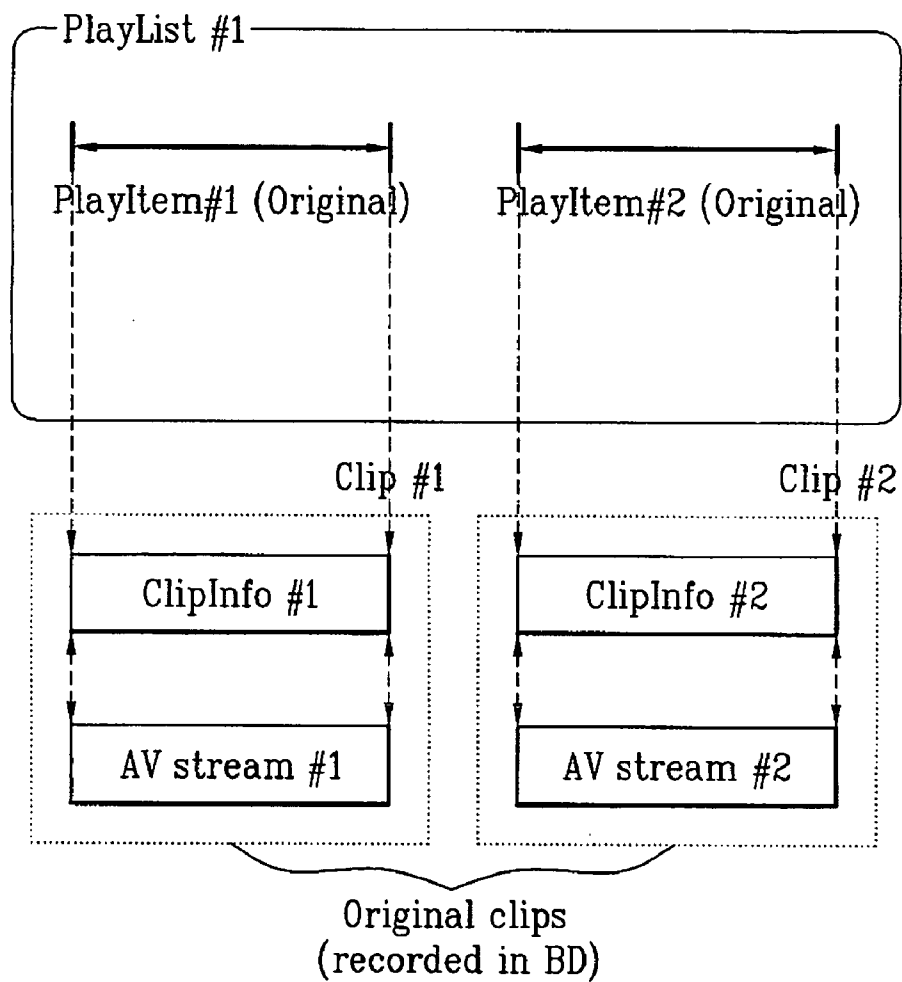 PlayList #1
PlayItem#1 (Original)
PlayItem#2 (Original)
Clip #1
Clip #2
ClipInfo #1
ClipInfo #2
AV stream #1
AV stream #2
Original clips
(recorded in BD)